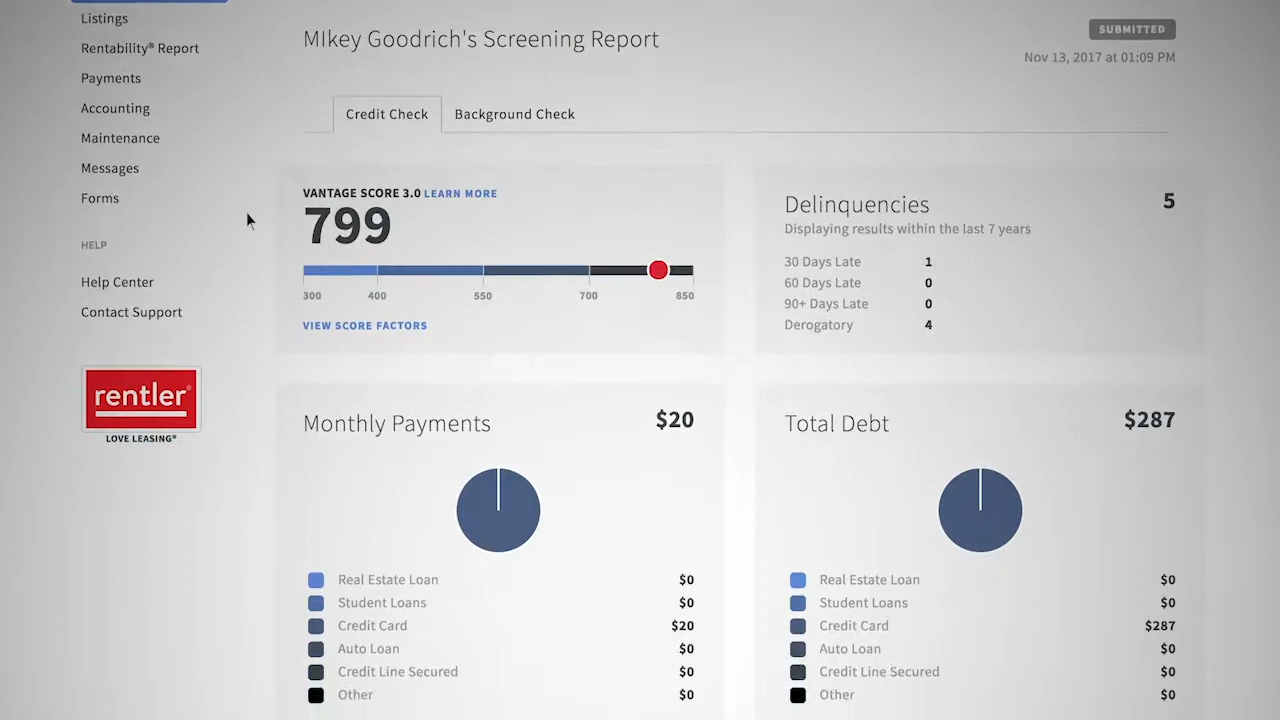 Listings
Rentability® Report
Payments
Accounting
Maintenance
Messages
Forms
HELP
Help Center
Contact Support
rentler®
LOVE LEASING®
MIkey Goodrich's Screening Report
SUBMITTED
Nov 13, 2017 at 01:09 PM
Credit Check Background Check
VANTAGE SCORE 3.0 LEARN MORE
799
300 400 550 700 850
VIEW SCORE FACTORS
Delinquencies 5
Displaying results within the last 7 years
30 Days Late 1
60 Days Late 0
90+ Days Late 0
Derogatory 4
Monthly Payments $20
Real Estate Loan $0
Student Loans $0
Credit Card $20
Auto Loan $0
Credit Line Secured $0
Other $0
Total Debt $287
Real Estate Loan $0
Student Loans $0
Credit Card $287
Auto Loan $0
Credit Line Secured $0
Other $0